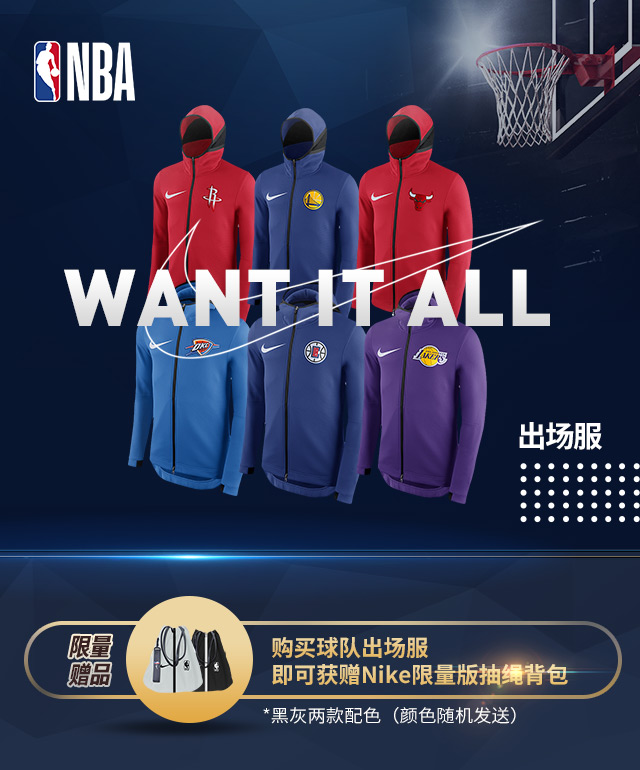 NBA
WANT IT ALL
OKC
LAKERS
出场服
限量
赠品
购买球队出场服
即可获赠Nike限量版抽绳背包
*黑灰两款配色（颜色随机发送）